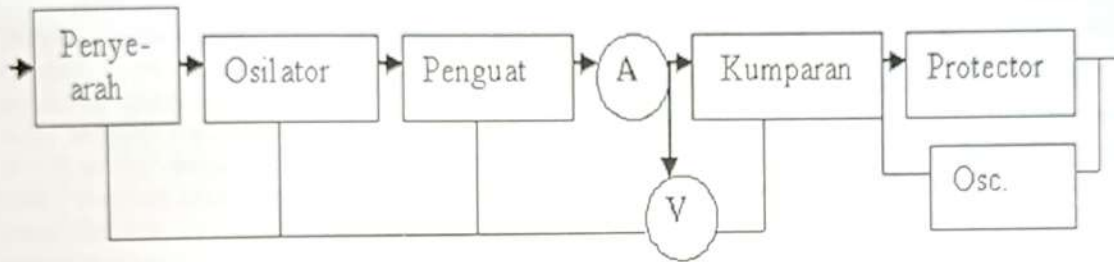 Penye-
arah
Osilator
Penguat
A
Kumparan
Protector
V
Osc.